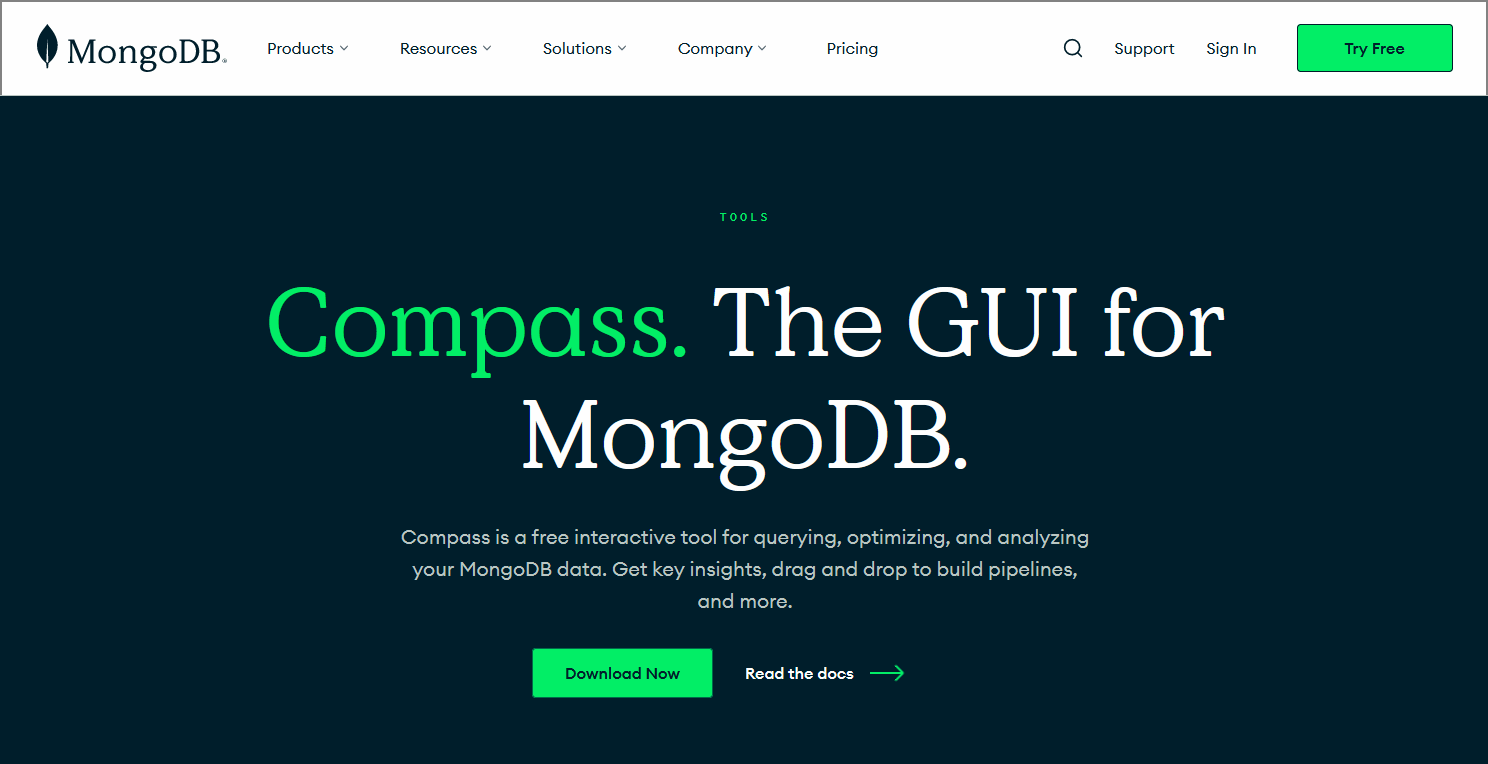 MongoDB®
Products
Resources
Solutions
Company
Pricing
Support
Sign In
Try Free
TOOLS
Compass. The GUI for
MongoDB.
Compass is a free interactive tool for querying, optimizing, and analyzing
your MongoDB data. Get key insights, drag and drop to build pipelines,
and more.
Download Now
Read the docs